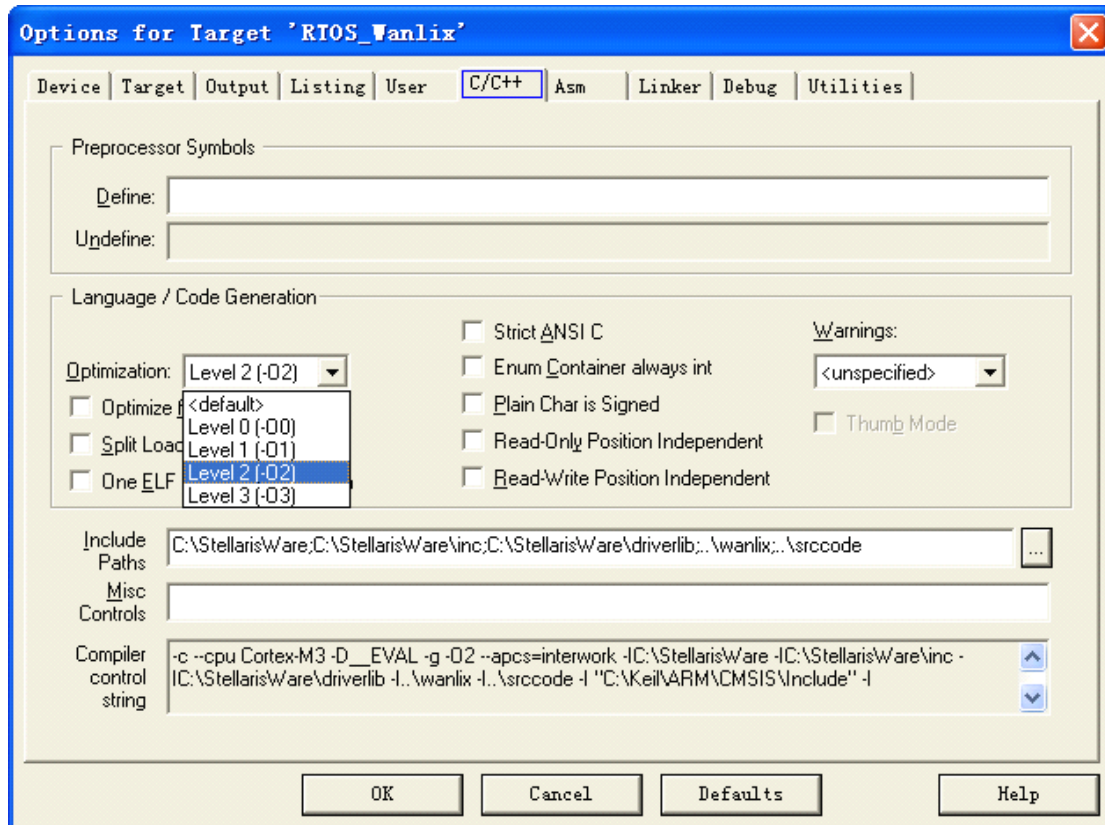 Options for Target 'RTOS_Wanlix'
Device Target Output Listing User C/C++ Asm Linker Debug Utilities
Preprocessor Symbols
Define:
Undefine:
Language / Code Generation
Strict ANSI C
Warnings:
Optimization: Level 2 (-O2)
Enum Container always int
<unspecified>
<default>
Optimize f
Plain Char is Signed
Level 0 (-O0)
Thumb Mode
Split Load
Level 1 (-O1)
Read-Only Position Independent
Level 2 (-O2)
One ELF
Read-Write Position Independent
Level 3 (-O3)
Include Paths
C:\StellarisWare;C:\StellarisWare\inc;C:\StellarisWare\driverlib;..\wanlix;..\srccode
...
Misc Controls
Compiler control string
-c --cpu Cortex-M3 -D__EVAL -g -O2 --apcs=interwork -IC:\StellarisWare -IC:\StellarisWare\inc -
IC:\StellarisWare\driverlib -I..\wanlix -I..\srccode -I "C:\Keil\ARM\CMSIS\Include" -I
OK Cancel Defaults Help